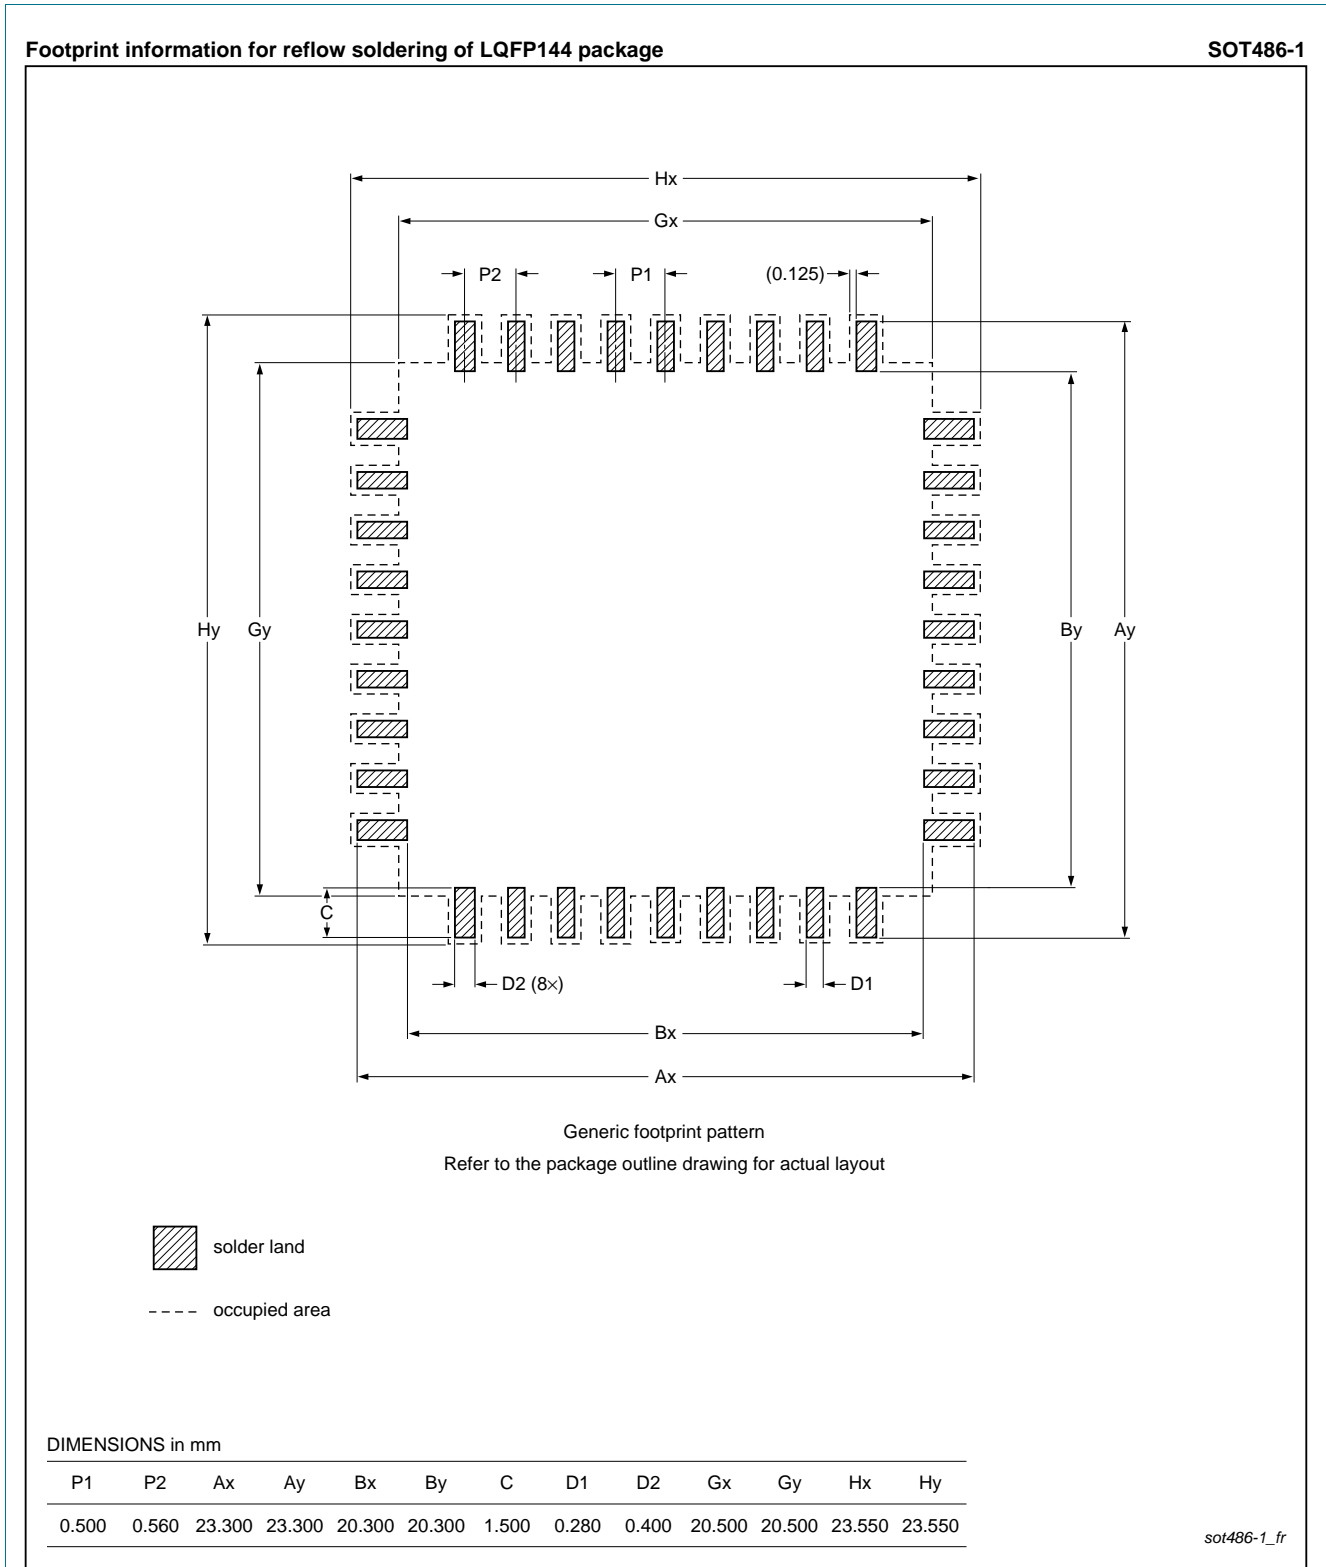 Footprint information for reflow soldering of LQFP144 package SOT486-1
Hx
Gx
P2 P1 (0.125)
Hy Gy By Ay
C
D2 (8×) D1
Bx
Ax
Generic footprint pattern
Refer to the package outline drawing for actual layout
solder land
occupied area
DIMENSIONS in mm
P1 P2 Ax Ay Bx By C D1 D2 Gx Gy Hx Hy
0.500 0.560 23.300 23.300 20.300 20.300 1.500 0.280 0.400 20.500 20.500 23.550 23.550
sot486-1_fr